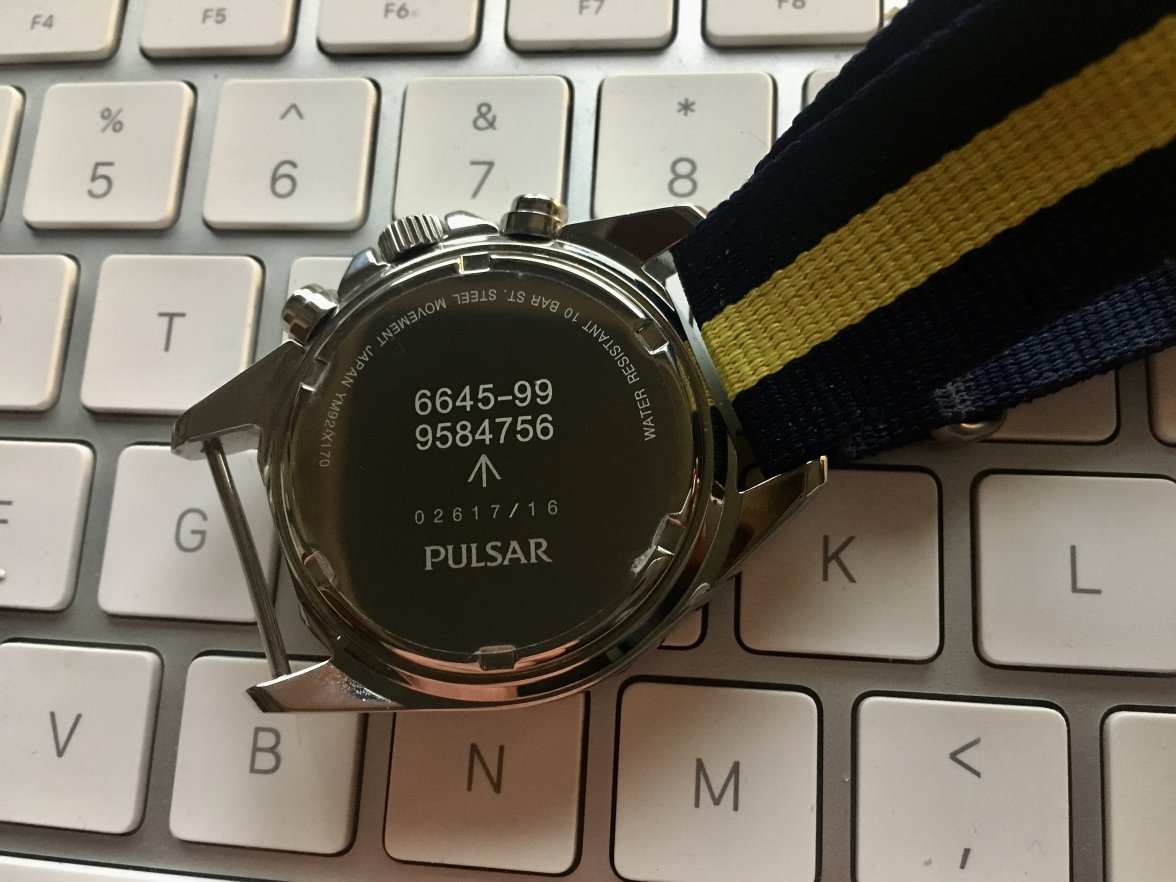 F4
F5
F6
F7
F8
%
5
^
6
&
7
*
8
T
F
G
K
L
V
B
N
M
<
,
WATER RESISTANT 10 BAR ST. STEEL MOVEMENT JAPAN YM92/X170
6645-99
9584756
02617/16
PULSAR